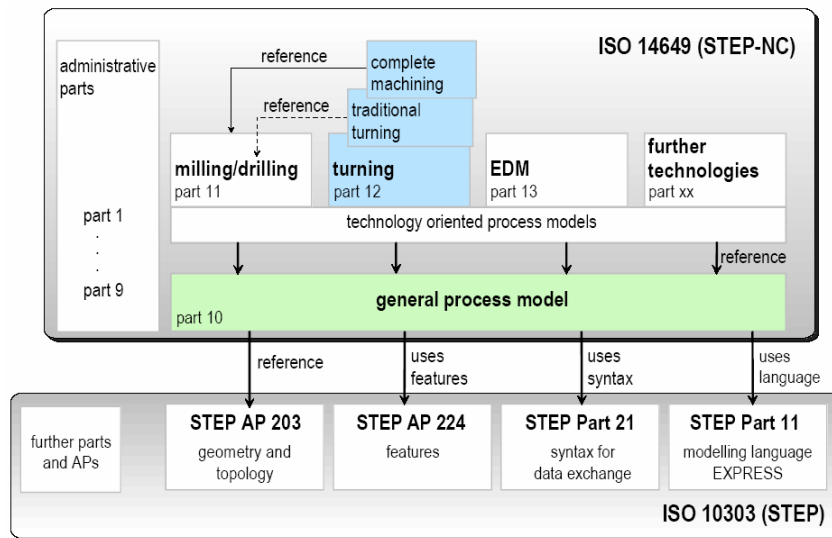 ISO 14649 (STEP-NC)
administrative
parts
part 1
.
.
.
part 9
reference
complete
machining
reference
traditional
turning
milling/drilling
part 11
turning
part 12
EDM
part 13
further
technologies
part xx
technology oriented process models
reference
general process model
part 10
reference
uses
features
uses
syntax
uses
language
further parts
and APs
STEP AP 203
geometry and
topology
STEP AP 224
features
STEP Part 21
syntax for
data exchange
STEP Part 11
modelling language
EXPRESS
ISO 10303 (STEP)